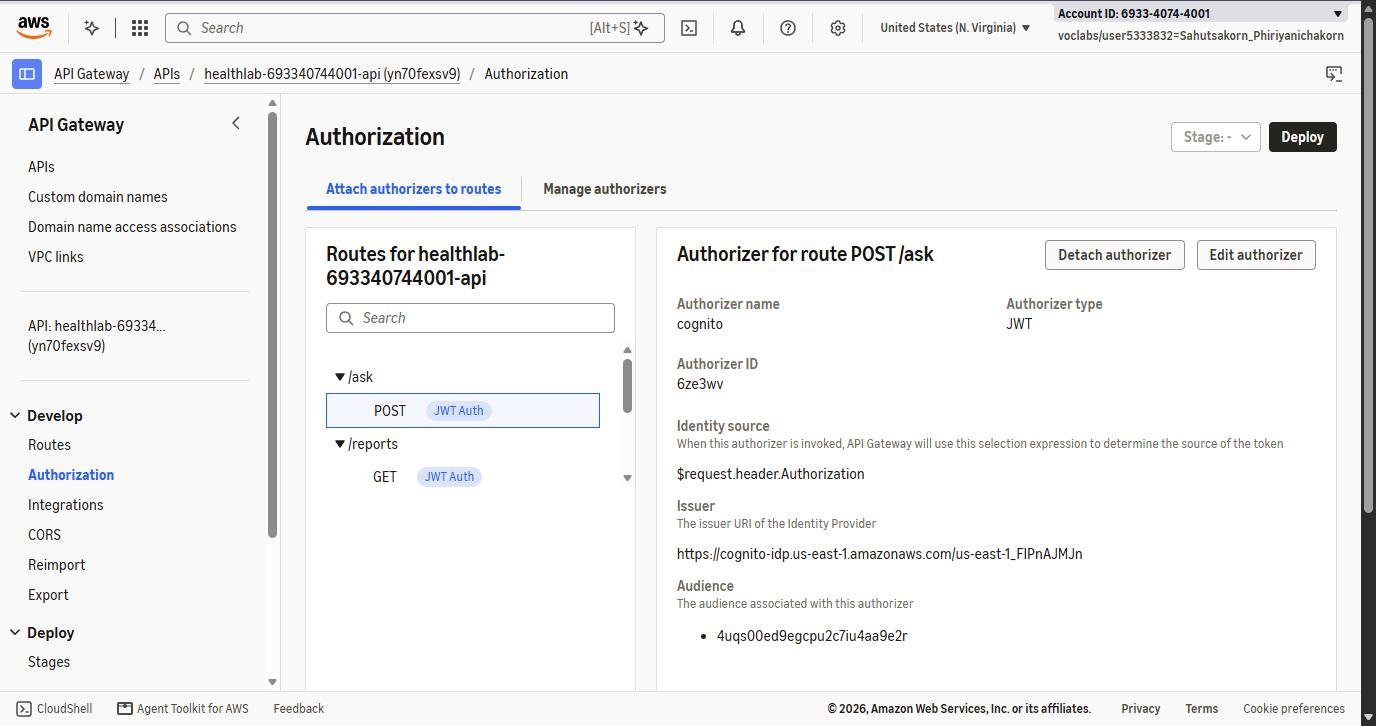 aws
Search
[Alt+S]
United States (N. Virginia)
Account ID: 6933-4074-4001
voclabs/user5333832=Sahutsakorn_Phiriyanichakorn
API Gateway / APIs / healthlab-693340744001-api (yn70fexsv9) / Authorization
API Gateway
APIs
Custom domain names
Domain name access associations
VPC links
API: healthlab-69334...
(yn70fexsv9)
Develop
Routes
Authorization
Integrations
CORS
Reimport
Export
Deploy
Stages
Authorization
Stage: -
Deploy
Attach authorizers to routes
Manage authorizers
Routes for healthlab-
693340744001-api
Search
/ask
POST JWT Auth
/reports
GET JWT Auth
Authorizer for route POST /ask
Detach authorizer
Edit authorizer
Authorizer name
cognito
Authorizer type
JWT
Authorizer ID
6ze3wv
Identity source
When this authorizer is invoked, API Gateway will use this selection expression to determine the source of the token
$request.header.Authorization
Issuer
The issuer URI of the Identity Provider
https://cognito-idp.us-east-1.amazonaws.com/us-east-1_FIPnAJMJn
Audience
The audience associated with this authorizer
• 4uqs00ed9egcpu2c7iu4aa9e2r
CloudShell
Agent Toolkit for AWS
Feedback
© 2026, Amazon Web Services, Inc. or its affiliates.
Privacy
Terms
Cookie preferences